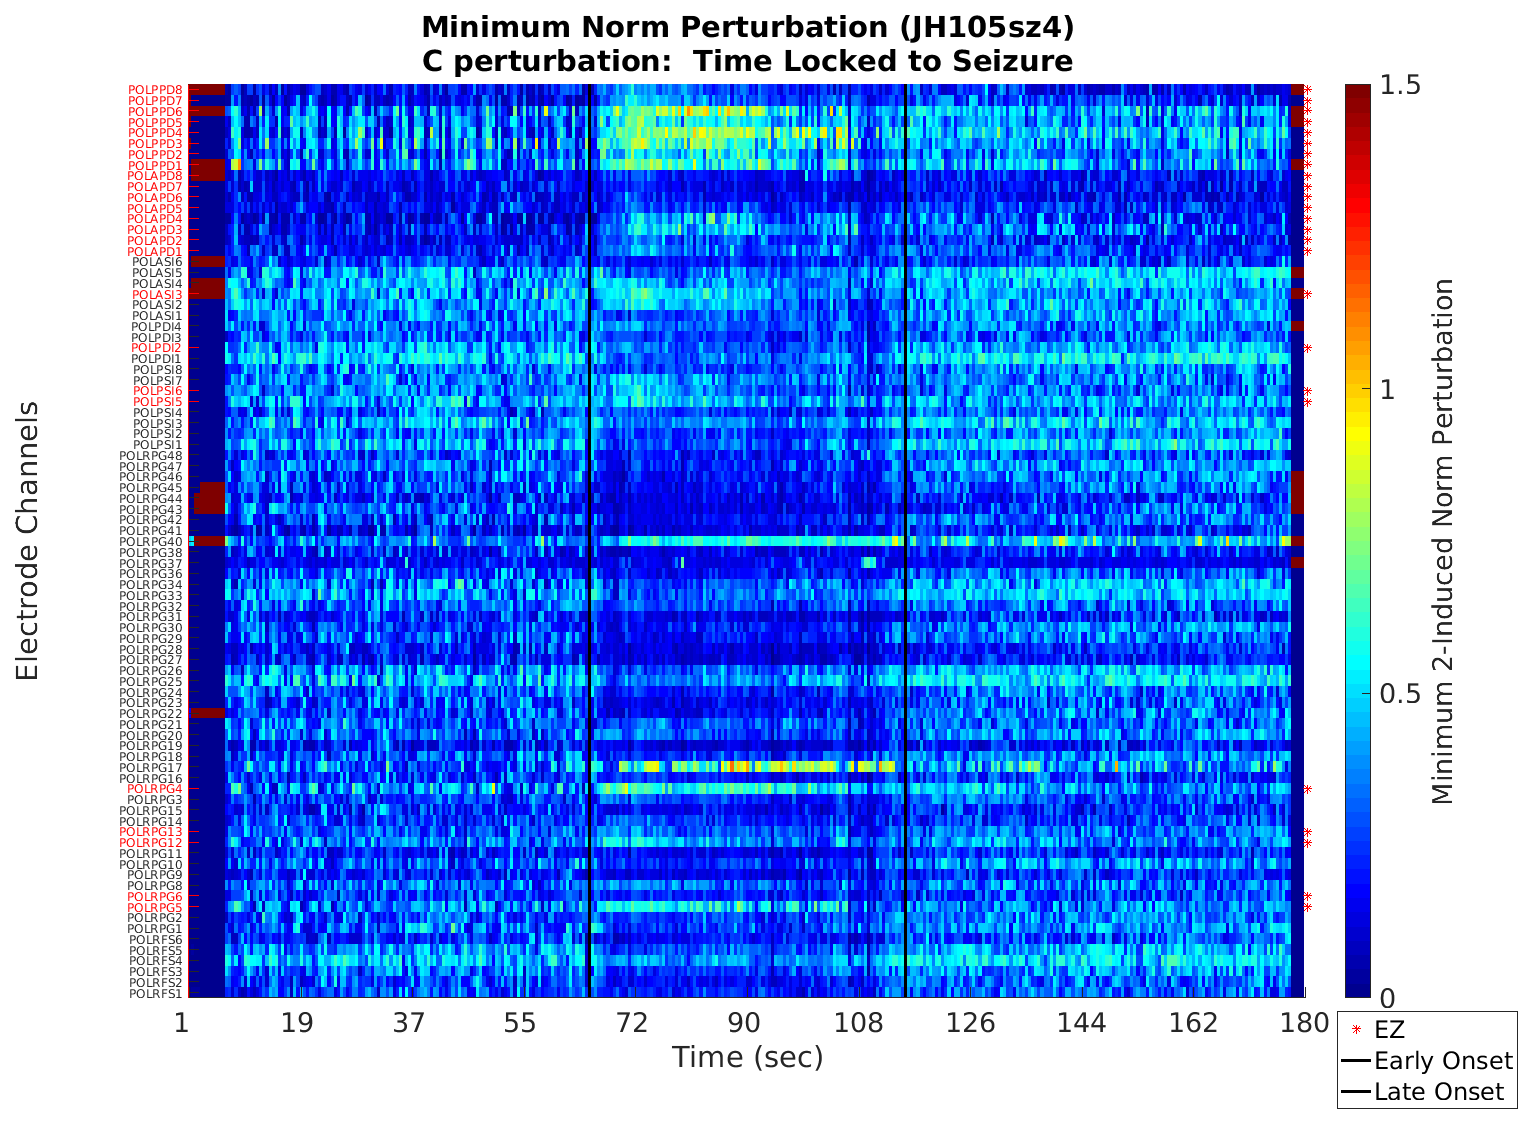 Minimum Norm Perturbation (JH105sz4)
C perturbation:  Time Locked to Seizure
Electrode Channels
POLPPD8
POLPPD7
POLPPD6
POLPPD5
POLPPD4
POLPPD3
POLPPD2
POLPPD1
POLAPD8
POLAPD7
POLAPD6
POLAPD5
POLAPD4
POLAPD3
POLAPD2
POLAPD1
POLASI6
POLASI5
POLASI4
POLASI3
POLASI2
POLASI1
POLPDI4
POLPDI3
POLPDI2
POLPDI1
POLPSI8
POLPSI7
POLPSI6
POLPSI5
POLPSI4
POLPSI3
POLPSI2
POLPSI1
POLRPG48
POLRPG47
POLRPG46
POLRPG45
POLRPG44
POLRPG43
POLRPG42
POLRPG41
POLRPG40
POLRPG38
POLRPG37
POLRPG36
POLRPG34
POLRPG33
POLRPG32
POLRPG31
POLRPG30
POLRPG29
POLRPG28
POLRPG27
POLRPG26
POLRPG25
POLRPG24
POLRPG23
POLRPG22
POLRPG21
POLRPG20
POLRPG19
POLRPG18
POLRPG17
POLRPG16
POLRPG4
POLRPG3
POLRPG15
POLRPG14
POLRPG13
POLRPG12
POLRPG11
POLRPG10
POLRPG9
POLRPG8
POLRPG6
POLRPG5
POLRPG2
POLRPG1
POLRFS6
POLRFS5
POLRFS4
POLRFS3
POLRFS2
POLRFS1
1 19 37 55 72 90 108 126 144 162 180
Time (sec)
1.5
1
0.5
0
Minimum 2-Induced Norm Perturbation
EZ
Early Onset
Late Onset